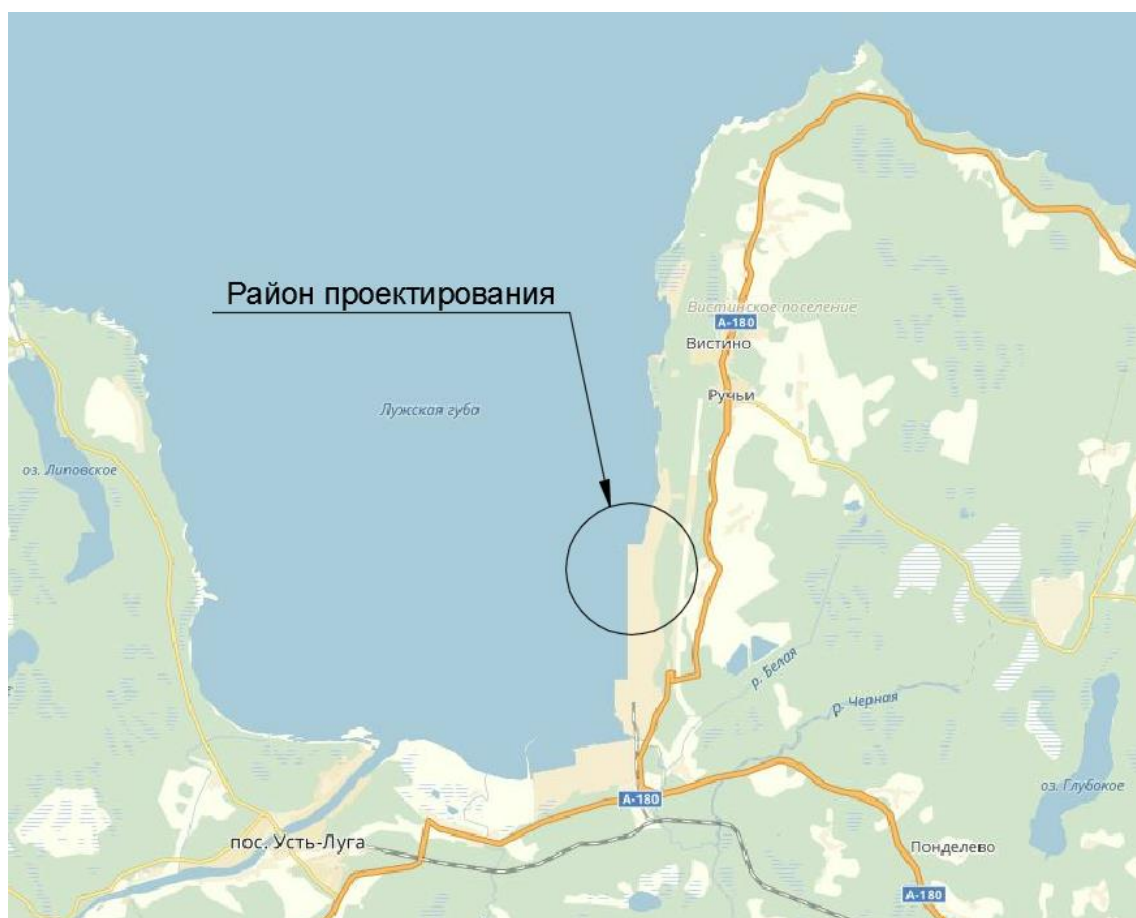 Район проектирования
Вистинское поселение
А-180
Вистино
Ручьи
Лужская губа
оз. Липовское
р. Белая
р. Черная
оз. Глубокое
А-180
пос. Усть-Луга
Понделево
А-180